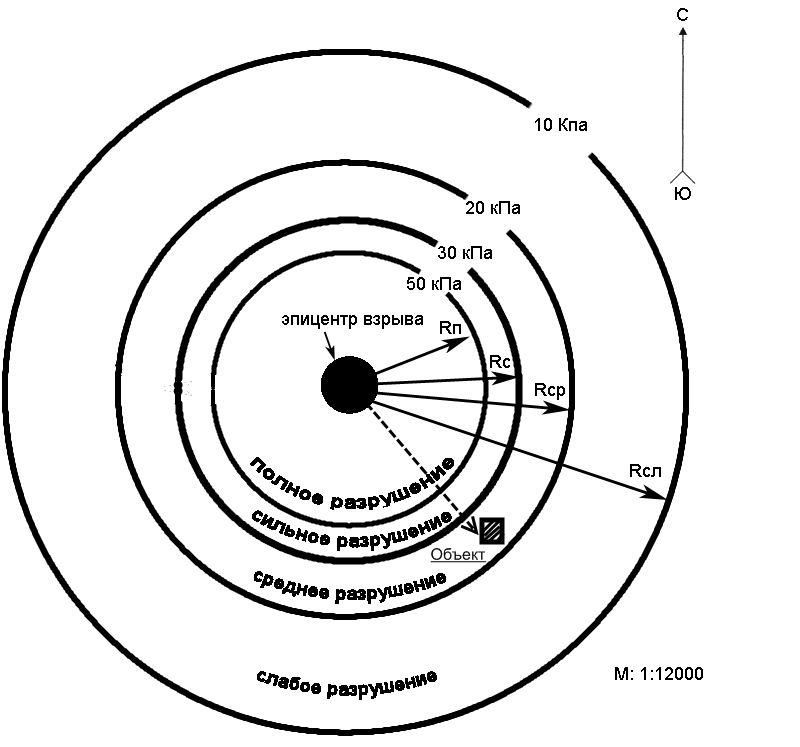 С
10 Кпа
Ю
20 кПа
30 кПа
50 кПа
эпицентр взрыва
Rп
Rс
Rср
Rсл
полное разрушение
сильное разрушение
Объект
среднее разрушение
слабое разрушение
М: 1:12000